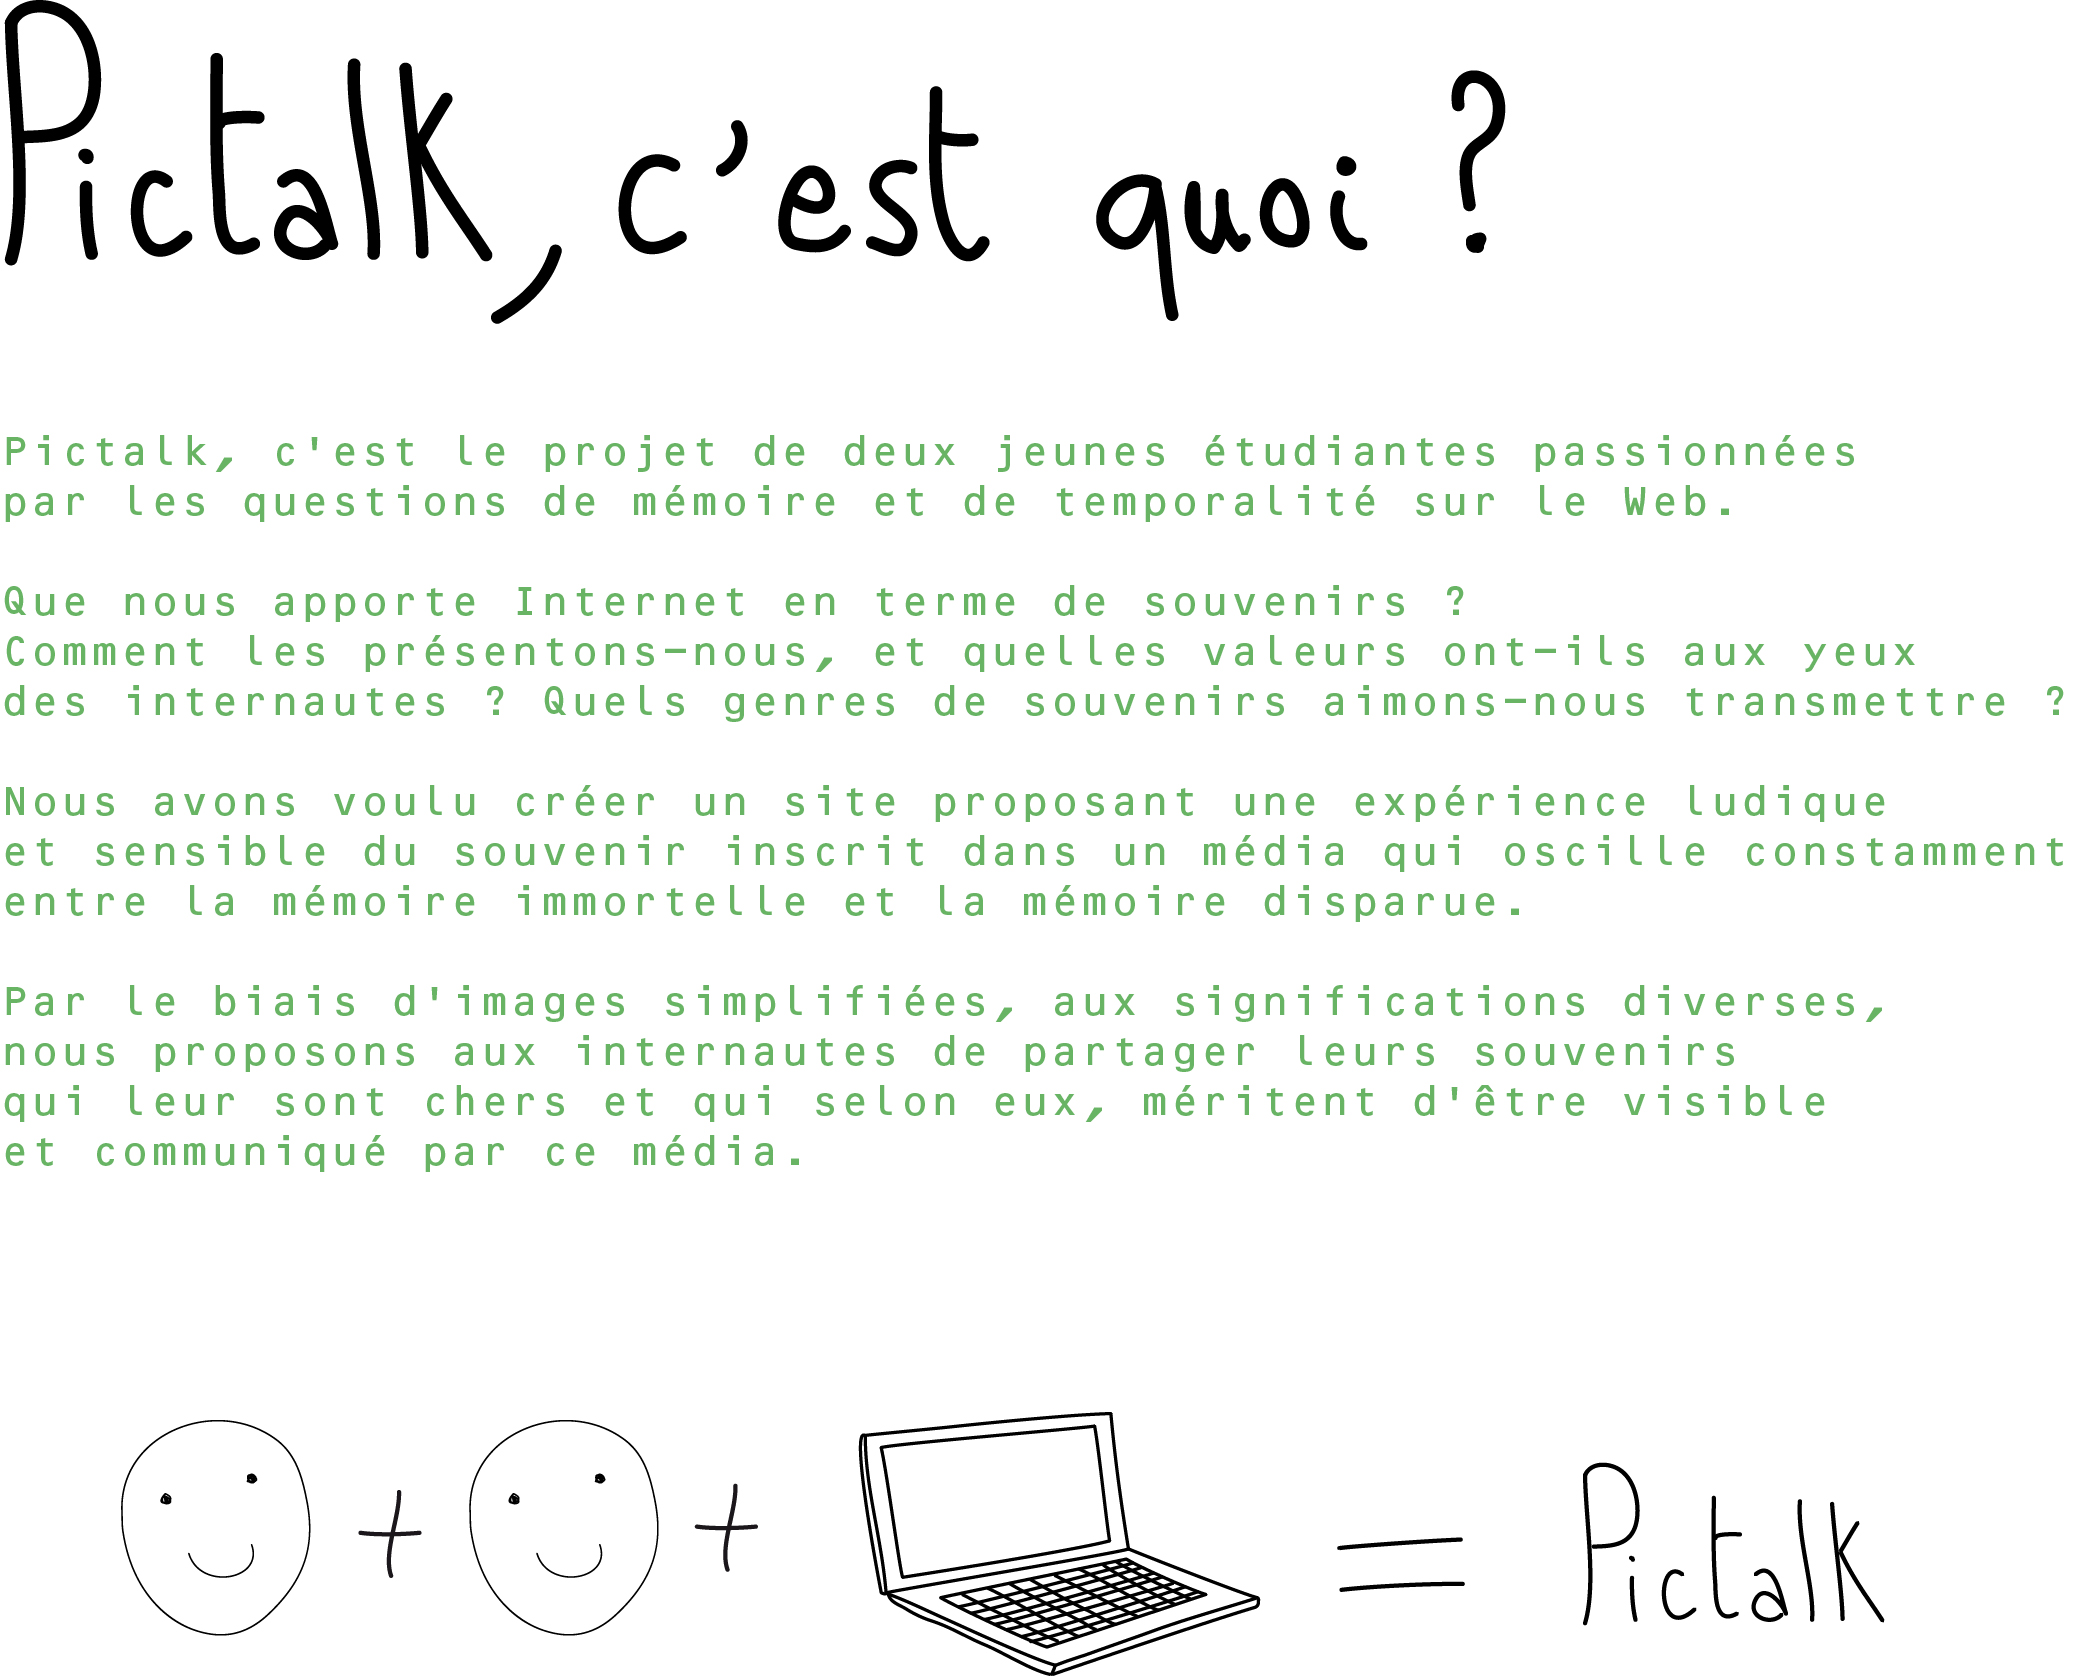 Pictalk, c'est quoi ?
Pictalk, c'est le projet de deux jeunes étudiantes passionnées
par les questions de mémoire et de temporalité sur le Web.
Que nous apporte Internet en terme de souvenirs ?
Comment les présentons-nous, et quelles valeurs ont-ils aux yeux
des internautes ? Quels genres de souvenirs aimons-nous transmettre ?
Nous avons voulu créer un site proposant une expérience ludique
et sensible du souvenir inscrit dans un média qui oscille constamment
entre la mémoire immortelle et la mémoire disparue.
Par le biais d'images simplifiées, aux significations diverses,
nous proposons aux internautes de partager leurs souvenirs
qui leur sont chers et qui selon eux, méritent d'être visible
et communiqué par ce média.
+ + = Pictalk